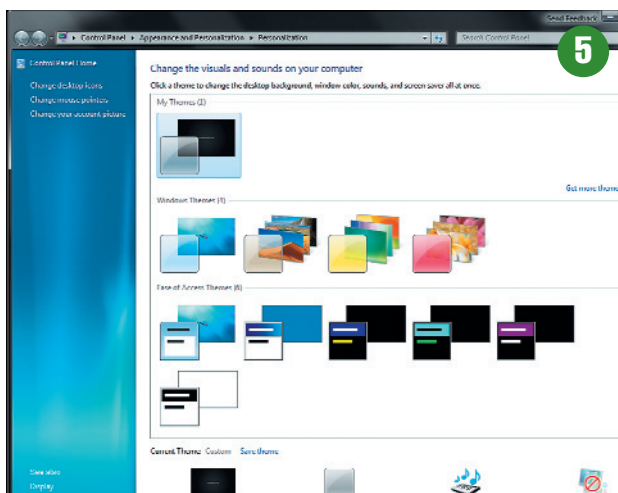 Send Feedback
Control Panel ▸ Appearance and Personalization ▸ Personalization
Search Control Panel
5
Control Panel Home
Change desktop icons
Change mouse pointers
Change your account picture
Change the visuals and sounds on your computer
Click a theme to change the desktop background, window color, sounds, and screen saver all at once.
My Themes (1)
Get more theme
Windows Themes (4)
Ease of Access Themes (6)
Current Theme: Custom Save theme
See also
Display